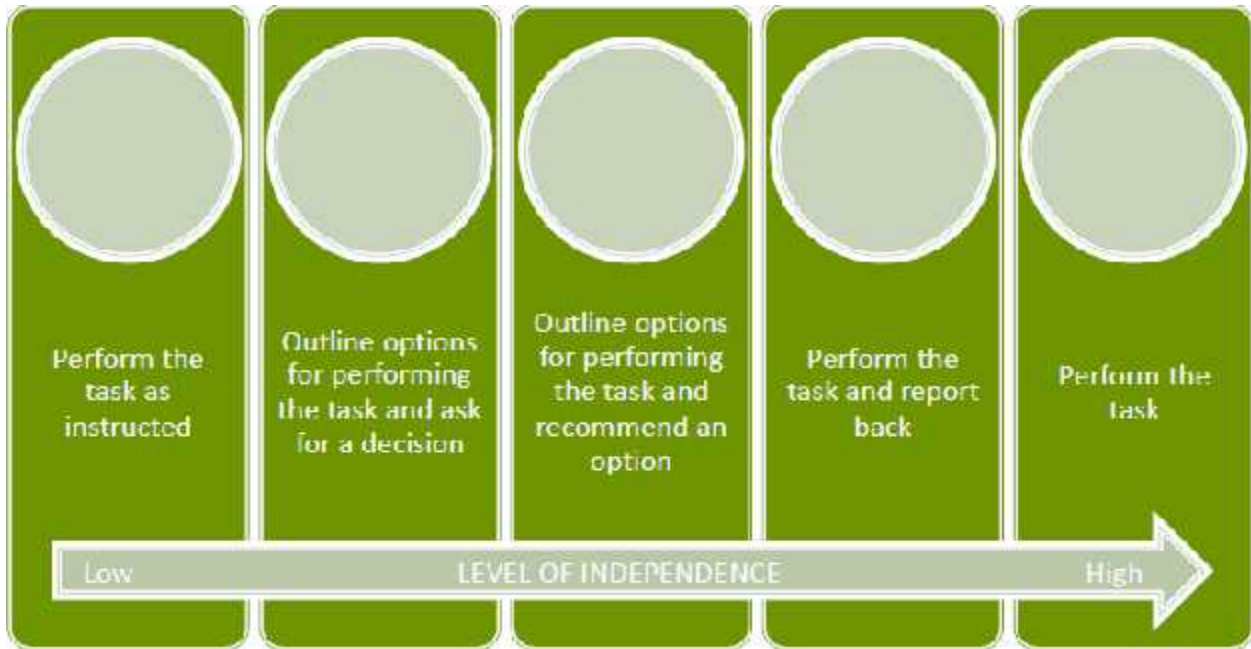 Perform the
task as
instructed
Outline options
for performing
the task and ask
for a decision
Outline options
for performing
the task and
recommend an
option
Perform the
task and report
back
Perform the
task
Low
LEVEL OF INDEPENDENCE
High